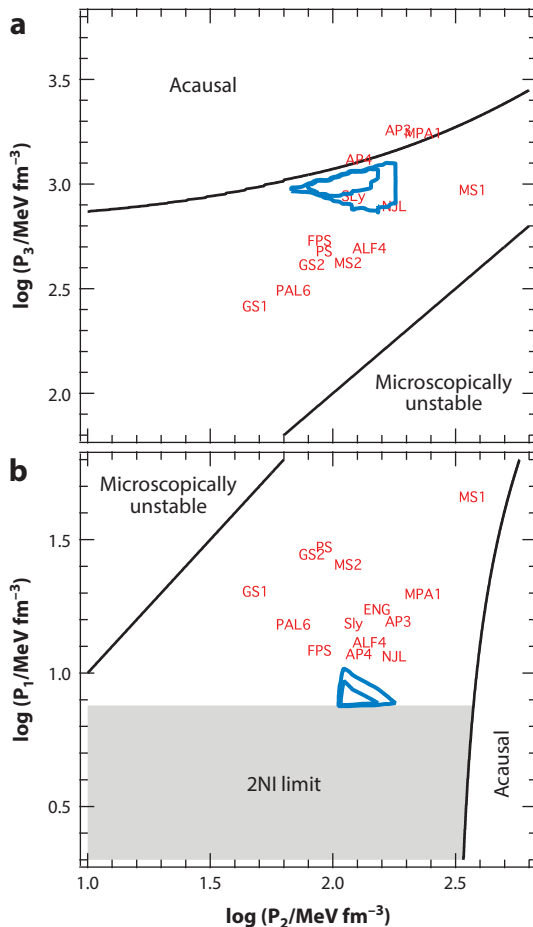 a
Acausal
3.5
3.0
2.5
2.0
log (P3/MeV fm−3)
AP3
MPA1
AP4
SLy
NJL
MS1
FPS
PS
ALF4
GS2
MS2
PAL6
GS1
Microscopically
unstable
b
Microscopically
unstable
1.5
1.0
0.5
log (P1/MeV fm−3)
MS1
PS
GS2
MS2
GS1
MPA1
ENG
PAL6
Sly
AP3
ALF4
FPS
AP4
NJL
2NI limit
Acausal
1.0 1.5 2.0 2.5
log (P2/MeV fm−3)